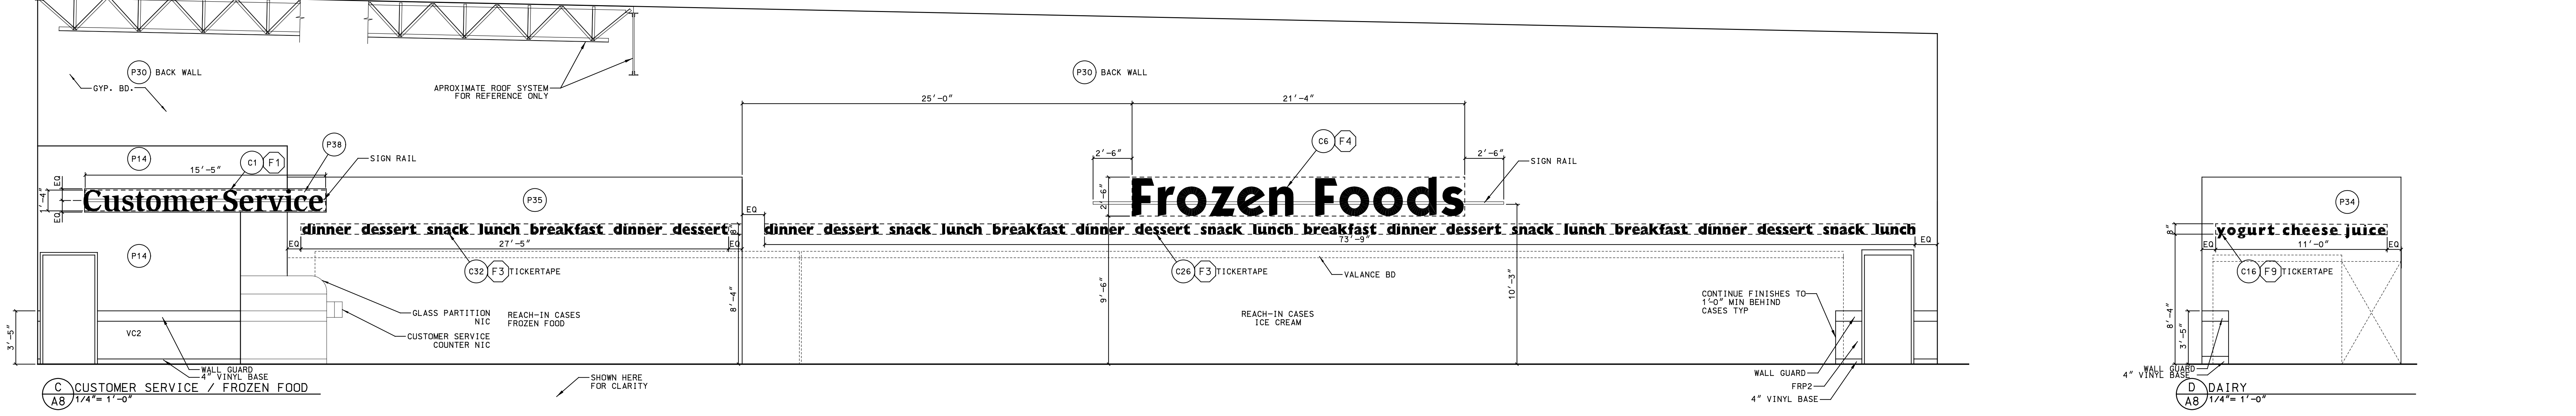 P30 BACK WALL
GYP. BD.
APROXIMATE ROOF SYSTEM
FOR REFERENCE ONLY
P30 BACK WALL
25'-0"
21'-4"
P14
C1 F1
P38
SIGN RAIL
15'-5"
C6 F4
2'-6"
2'-6"
SIGN RAIL
EQ
1'-4"
EQ
Customer Service
P35
EQ
2'-6"
Frozen Foods
P34
dinner dessert snack lunch breakfast dinner dessert
8"
dinner dessert snack lunch breakfast dinner dessert snack lunch breakfast dinner dessert snack lunch breakfast dinner dessert snack lunch
8"
yogurt cheese juice
EQ
27'-5"
EQ
73'-9"
EQ
EQ
11'-0"
EQ
P14
C32 F3 TICKERTAPE
C26 F3 TICKERTAPE
VALANCE BD
C16 F9 TICKERTAPE
8'-4"
9'-6"
10'-3"
8'-4"
3'-5"
3'-5"
VC2
GLASS PARTITION
NIC
REACH-IN CASES
FROZEN FOOD
CUSTOMER SERVICE
COUNTER NIC
REACH-IN CASES
ICE CREAM
CONTINUE FINISHES TO
1'-0" MIN BEHIND
CASES TYP
WALL GUARD
4" VINYL BASE
SHOWN HERE
FOR CLARITY
WALL GUARD
FRP2
4" VINYL BASE
WALL GUARD
4" VINYL BASE
C
A8
CUSTOMER SERVICE / FROZEN FOOD
1/4"= 1'-0"
D
A8
DAIRY
1/4"= 1'-0"